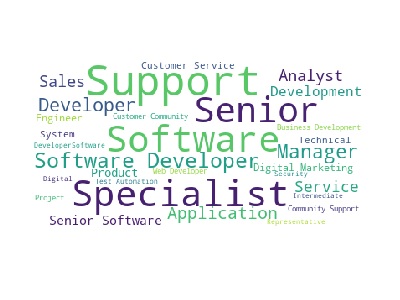 Customer Service
Sales
Support
Analyst
Development
Developer
Senior
Engineer
Customer Community
Business Development
System
Software
Technical
DeveloperSoftware
Manager
Software Developer
Product
Web Developer
Digital Marketing
Security
Digital
Test Automation
Specialist
Service
Intermediate
Project
Application
Community Support
Senior Software
Representative